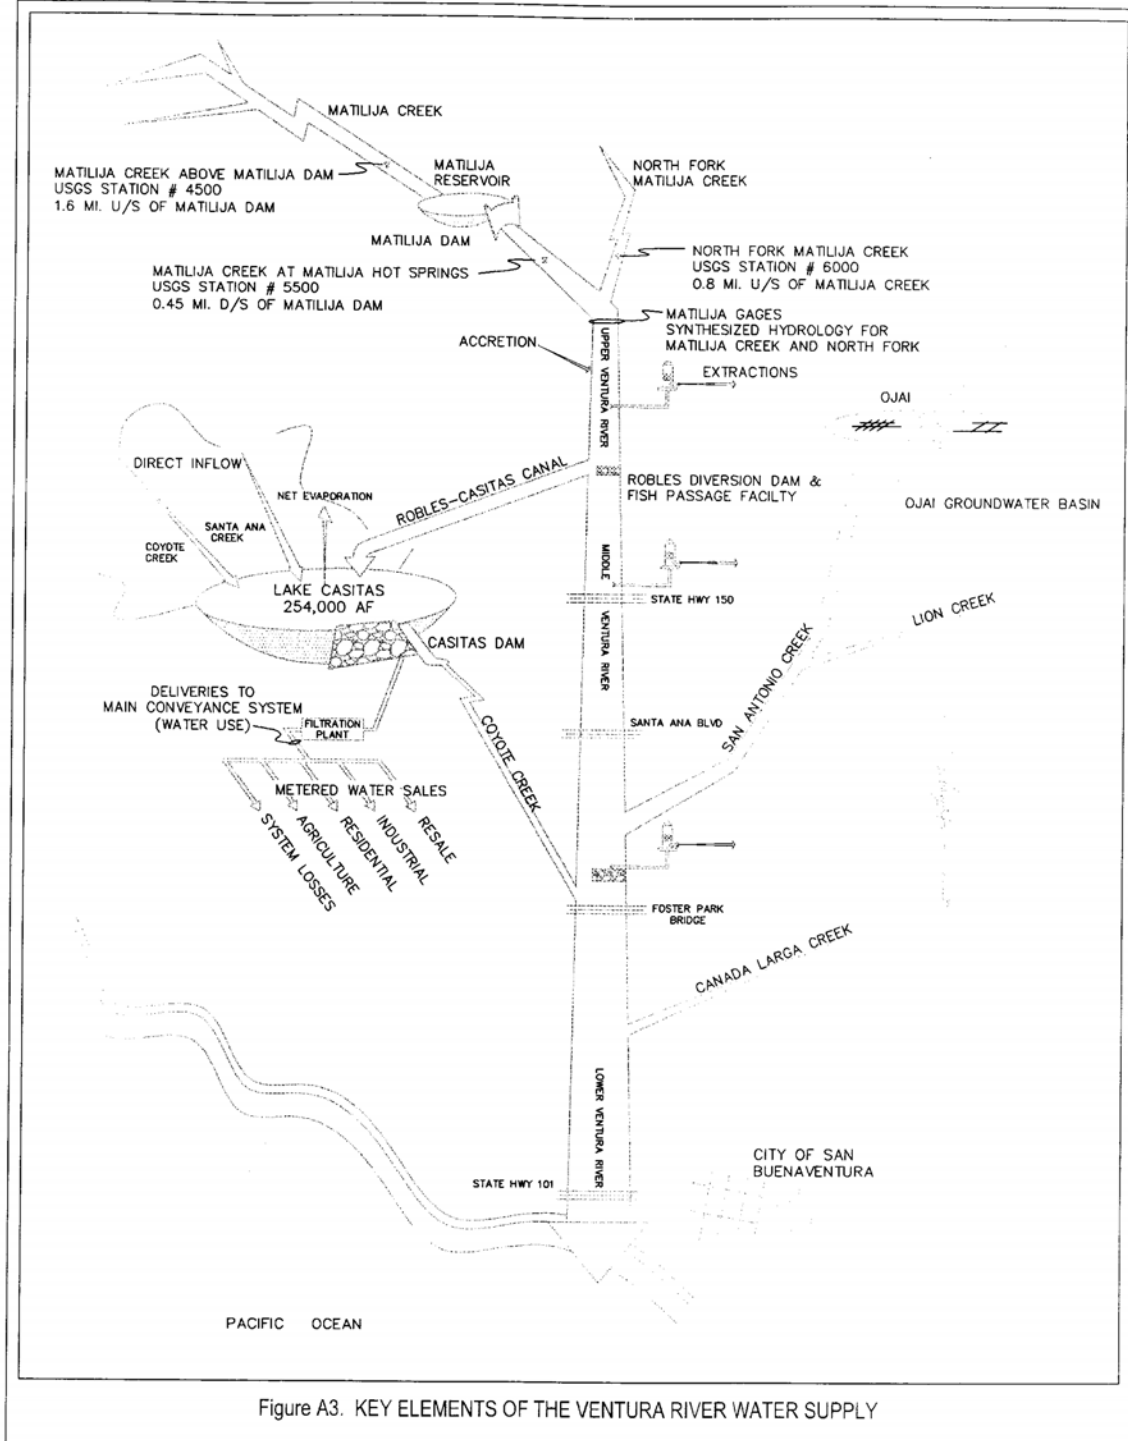 MATILIJA CREEK
MATILIJA CREEK ABOVE MATILIJA DAM
USGS STATION # 4500
1.6 MI. U/S OF MATILIJA DAM
MATILIJA
RESERVOIR
NORTH FORK
MATILIJA CREEK
MATILIJA DAM
MATILIJA CREEK AT MATILIJA HOT SPRINGS
USGS STATION # 5500
0.45 MI. D/S OF MATILIJA DAM
NORTH FORK MATILIJA CREEK
USGS STATION # 6000
0.8 MI. U/S OF MATILIJA CREEK
MATILIJA GAGES
SYNTHESIZED HYDROLOGY FOR
MATILIJA CREEK AND NORTH FORK
ACCRETION
UPPER VENTURA RIVER
EXTRACTIONS
OJAI
DIRECT INFLOW
NET EVAPORATION
ROBLES-CASITAS CANAL
ROBLES DIVERSION DAM &
FISH PASSAGE FACILTY
OJAI GROUNDWATER BASIN
SANTA ANA
CREEK
COYOTE
CREEK
LAKE CASITAS
254,000 AF
MIDDLE VENTURA RIVER
STATE HWY 150
LION CREEK
CASITAS DAM
SAN ANTONIO CREEK
DELIVERIES TO
MAIN CONVEYANCE SYSTEM
(WATER USE)
FILTRATION
PLANT
COYOTE CREEK
SANTA ANA BLVD
METERED WATER SALES
SYSTEM LOSSES
AGRICULTURE
RESIDENTIAL
INDUSTRIAL
RESALE
FOSTER PARK
BRIDGE
CANADA LARGA CREEK
LOWER VENTURA RIVER
CITY OF SAN
BUENAVENTURA
STATE HWY 101
PACIFIC OCEAN
Figure A3. KEY ELEMENTS OF THE VENTURA RIVER WATER SUPPLY